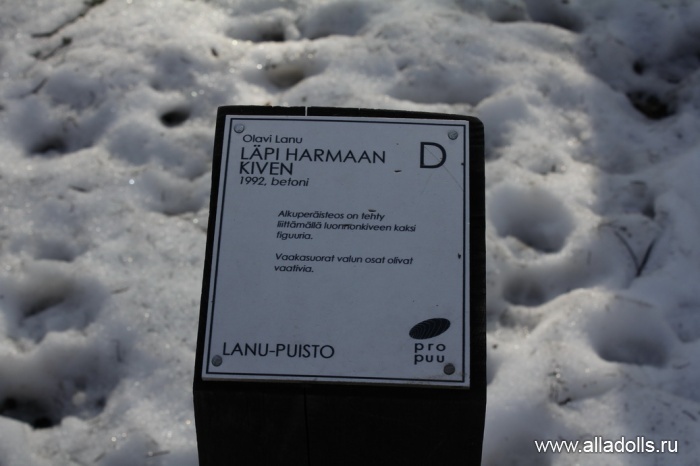 Olavi Lanu
LÄPI HARMAAN
KIVEN
D
1992, betoni
Alkuperäisteos on tehty
liittämällä luonnonkiveen kaksi
figuuria.
Vaakasuorat valun osat olivat
vaativia.
LANU-PUISTO
pro
puu
www.alladolls.ru